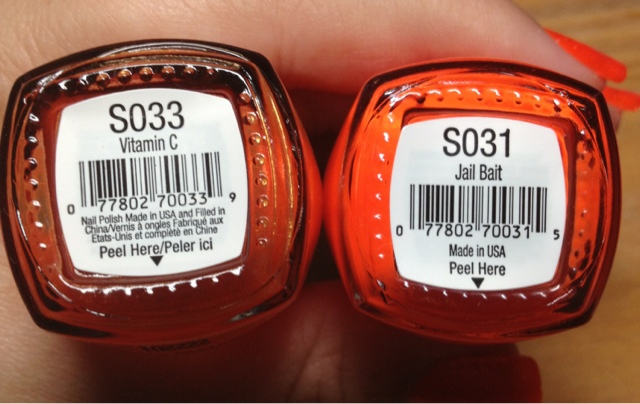 S033
Vitamin C
0 77802 70033 9
Nail Polish Made in USA and Filled in
China/Vernis à ongles Fabriqué aux
Etats-Unis et complété en Chine
Peel Here/Peler ici
S031
Jail Bait
0 77802 70031 5
Made in USA
Peel Here